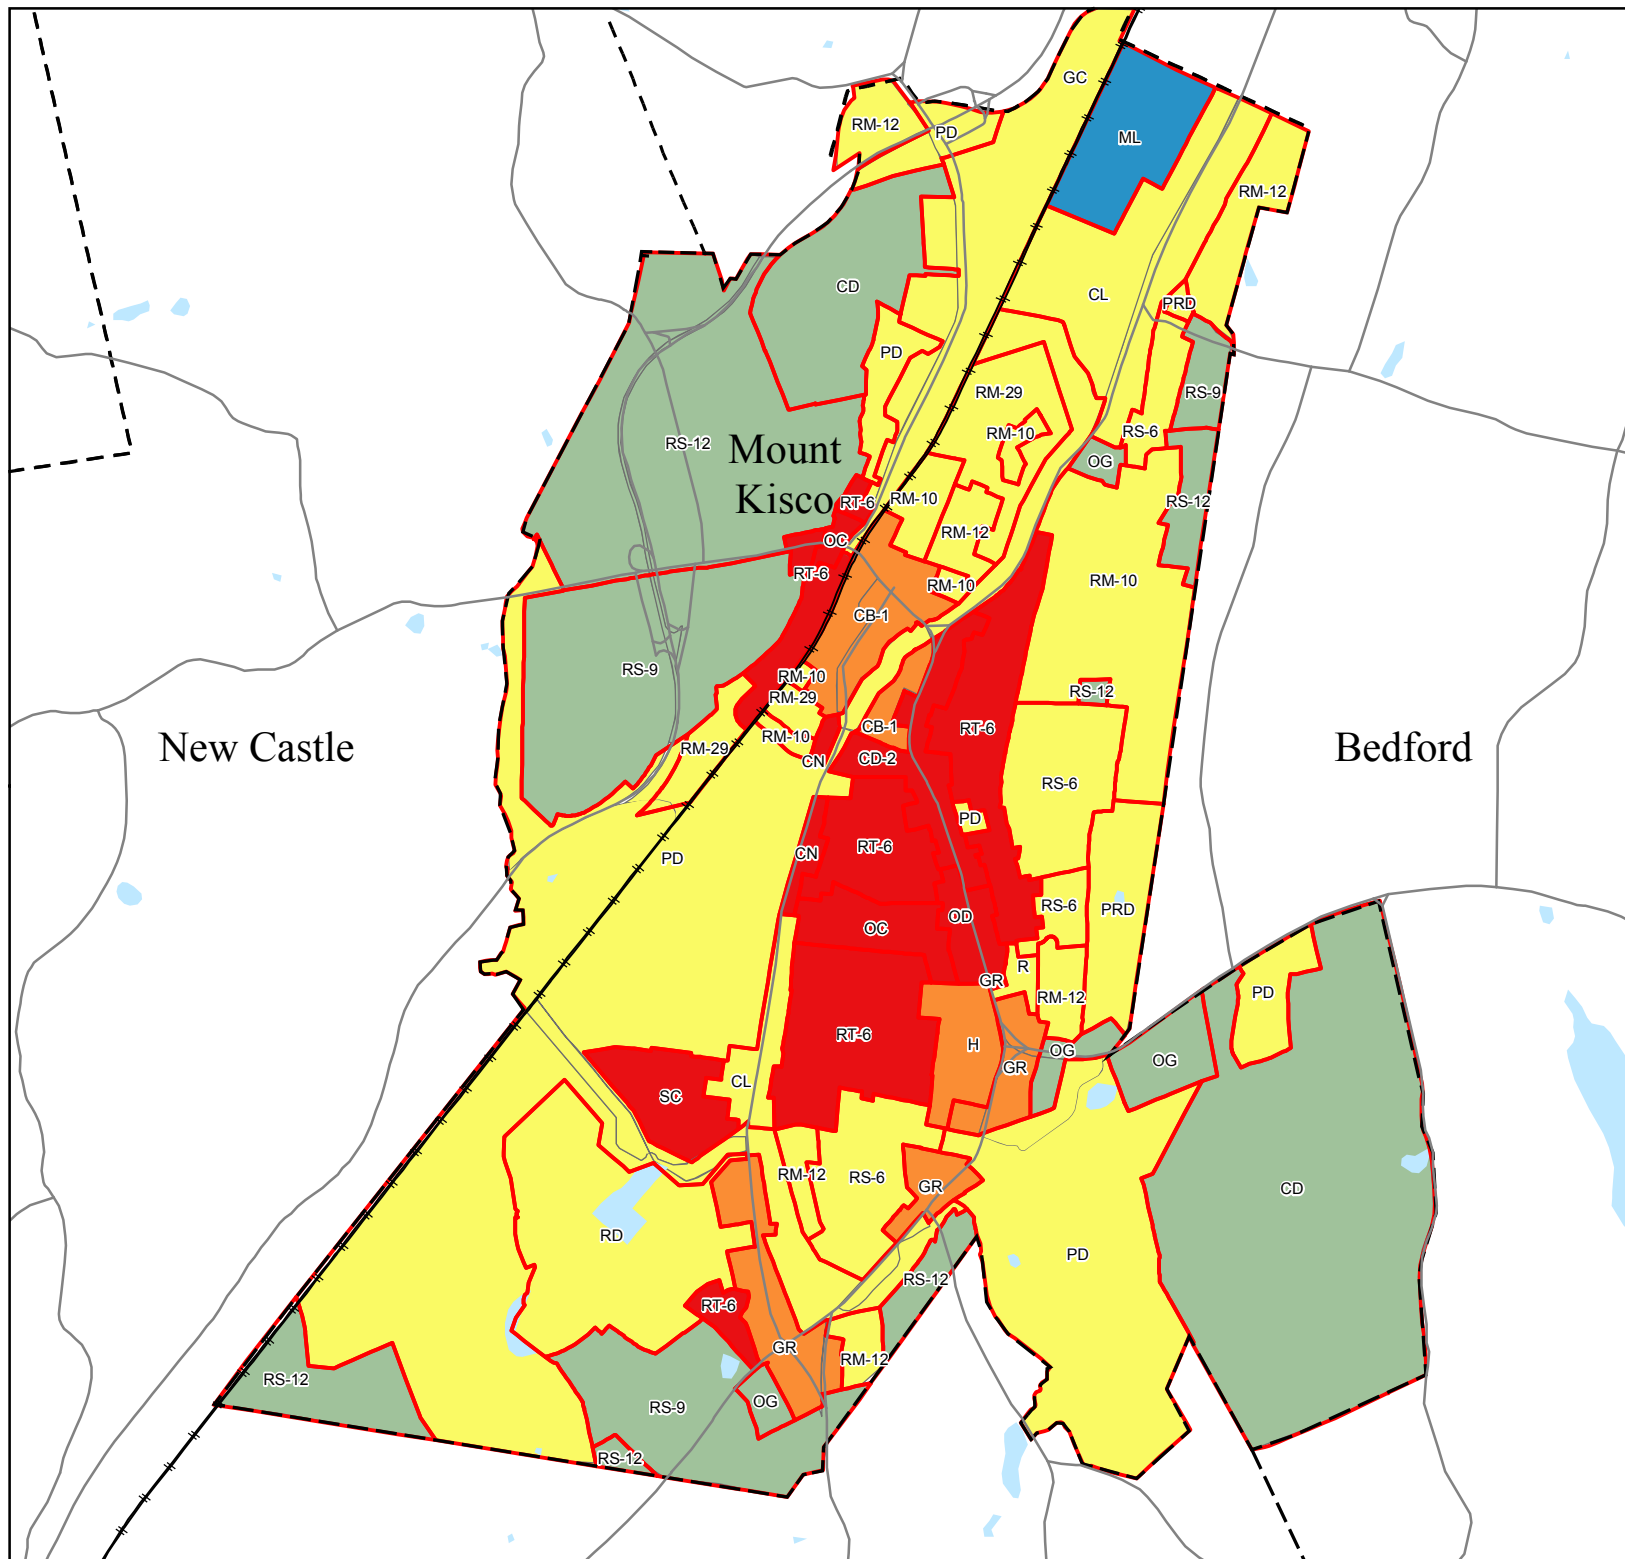 GC
RM-12
PD
ML
RM-12
CD
CL
PRD
PD
RM-29
RS-9
RM-10
RS-6
RS-12
Mount
Kisco
OG
RT-6
RM-10
RS-12
RM-12
OC
RT-6
RM-10
RM-10
CB-1
RS-9
RM-10
RS-12
RM-29
CB-1
RT-6
RM-10
New Castle
RM-29
Bedford
CN
CD-2
RS-6
PD
RT-6
CN
PD
RS-6
PRD
OD
OC
R
GR
PD
RM-12
RT-6
H
OG
OG
GR
CL
SC
RM-12
RS-6
GR
CD
RD
PD
RS-12
RT-6
GR
RM-12
RS-12
OG
RS-9
RS-12